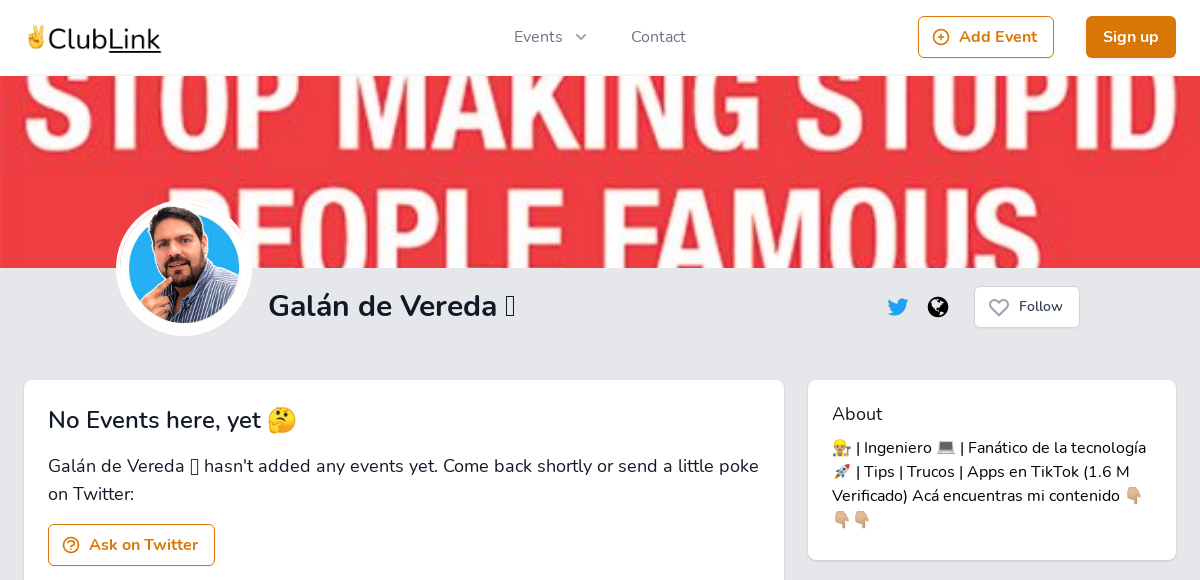 ✌ClubLink
Events
Contact
Add Event
Sign up
STOP MAKING STUPID
PEOPLE FAMOUS
Galán de Vereda
Follow
No Events here, yet 🤔
Galán de Vereda hasn't added any events yet. Come back shortly or send a little poke
on Twitter:
Ask on Twitter
About
👷🏼 | Ingeniero 💻 | Fanático de la tecnología
🚀 | Tips | Trucos | Apps en TikTok (1.6 M
Verificado) Acá encuentras mi contenido 👇🏼
👇🏼👇🏼